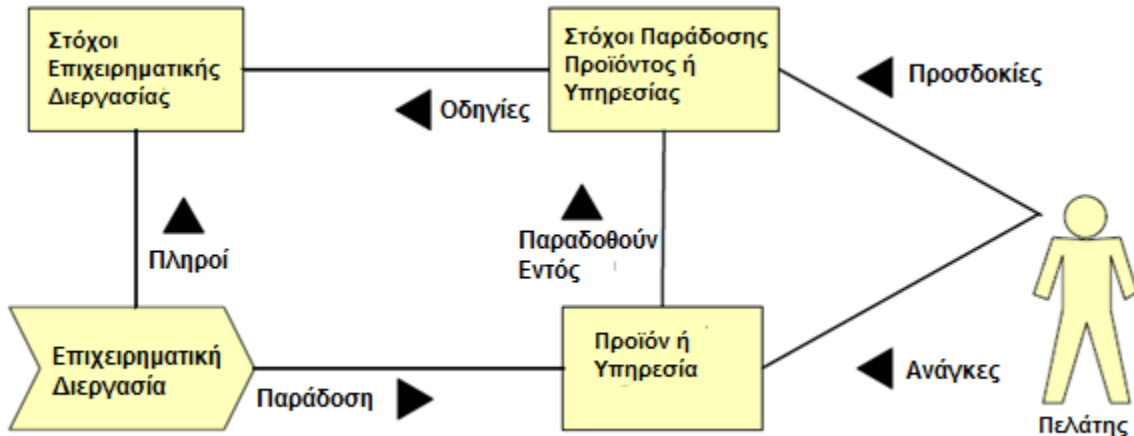 Στόχοι
Επιχειρηματικής
Διεργασίας
Στόχοι Παράδοσης
Προϊόντος ή
Υπηρεσίας
Προσδοκίες
Οδηγίες
Πληροί
Παραδοθούν
Εντός
Επιχειρηματική
Διεργασία
Παράδοση
Προϊόν ή
Υπηρεσία
Ανάγκες
Πελάτης